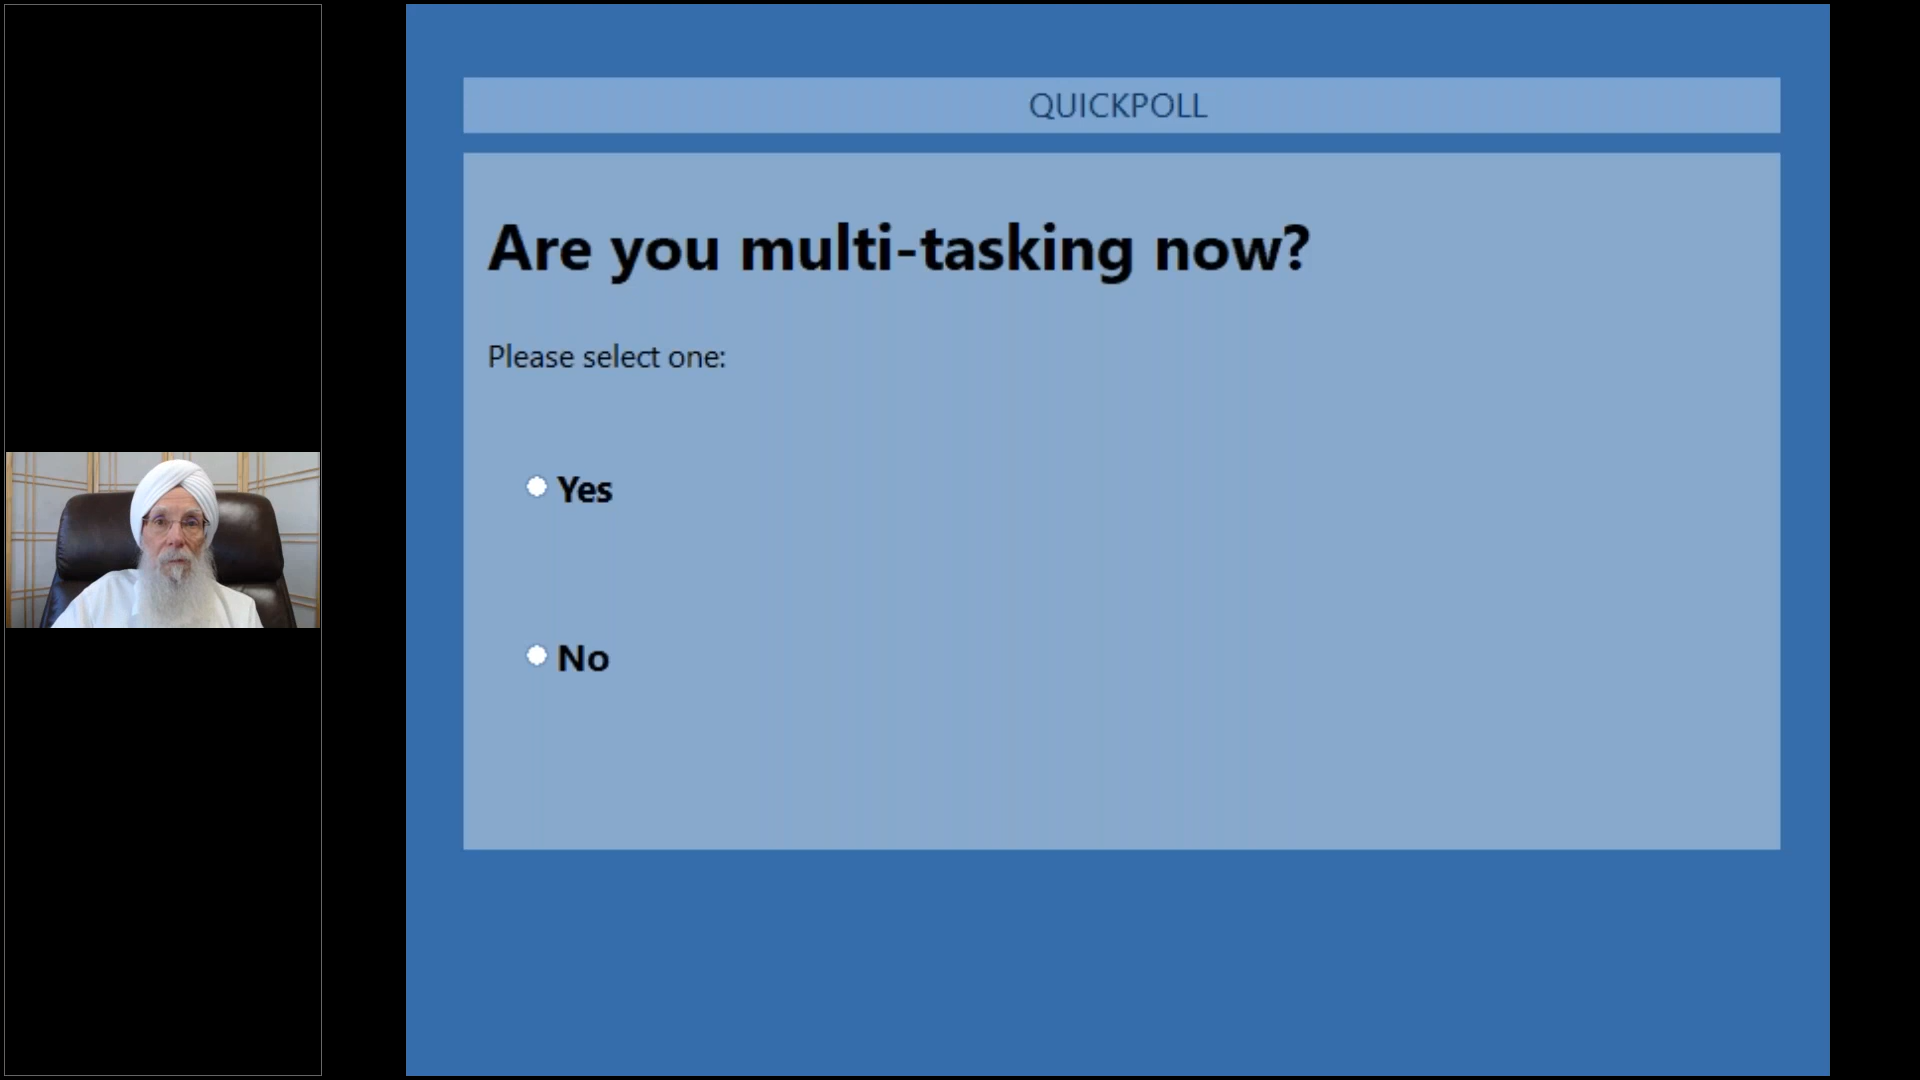 QUICKPOLL
Are you multi-tasking now?
Please select one:
Yes
No